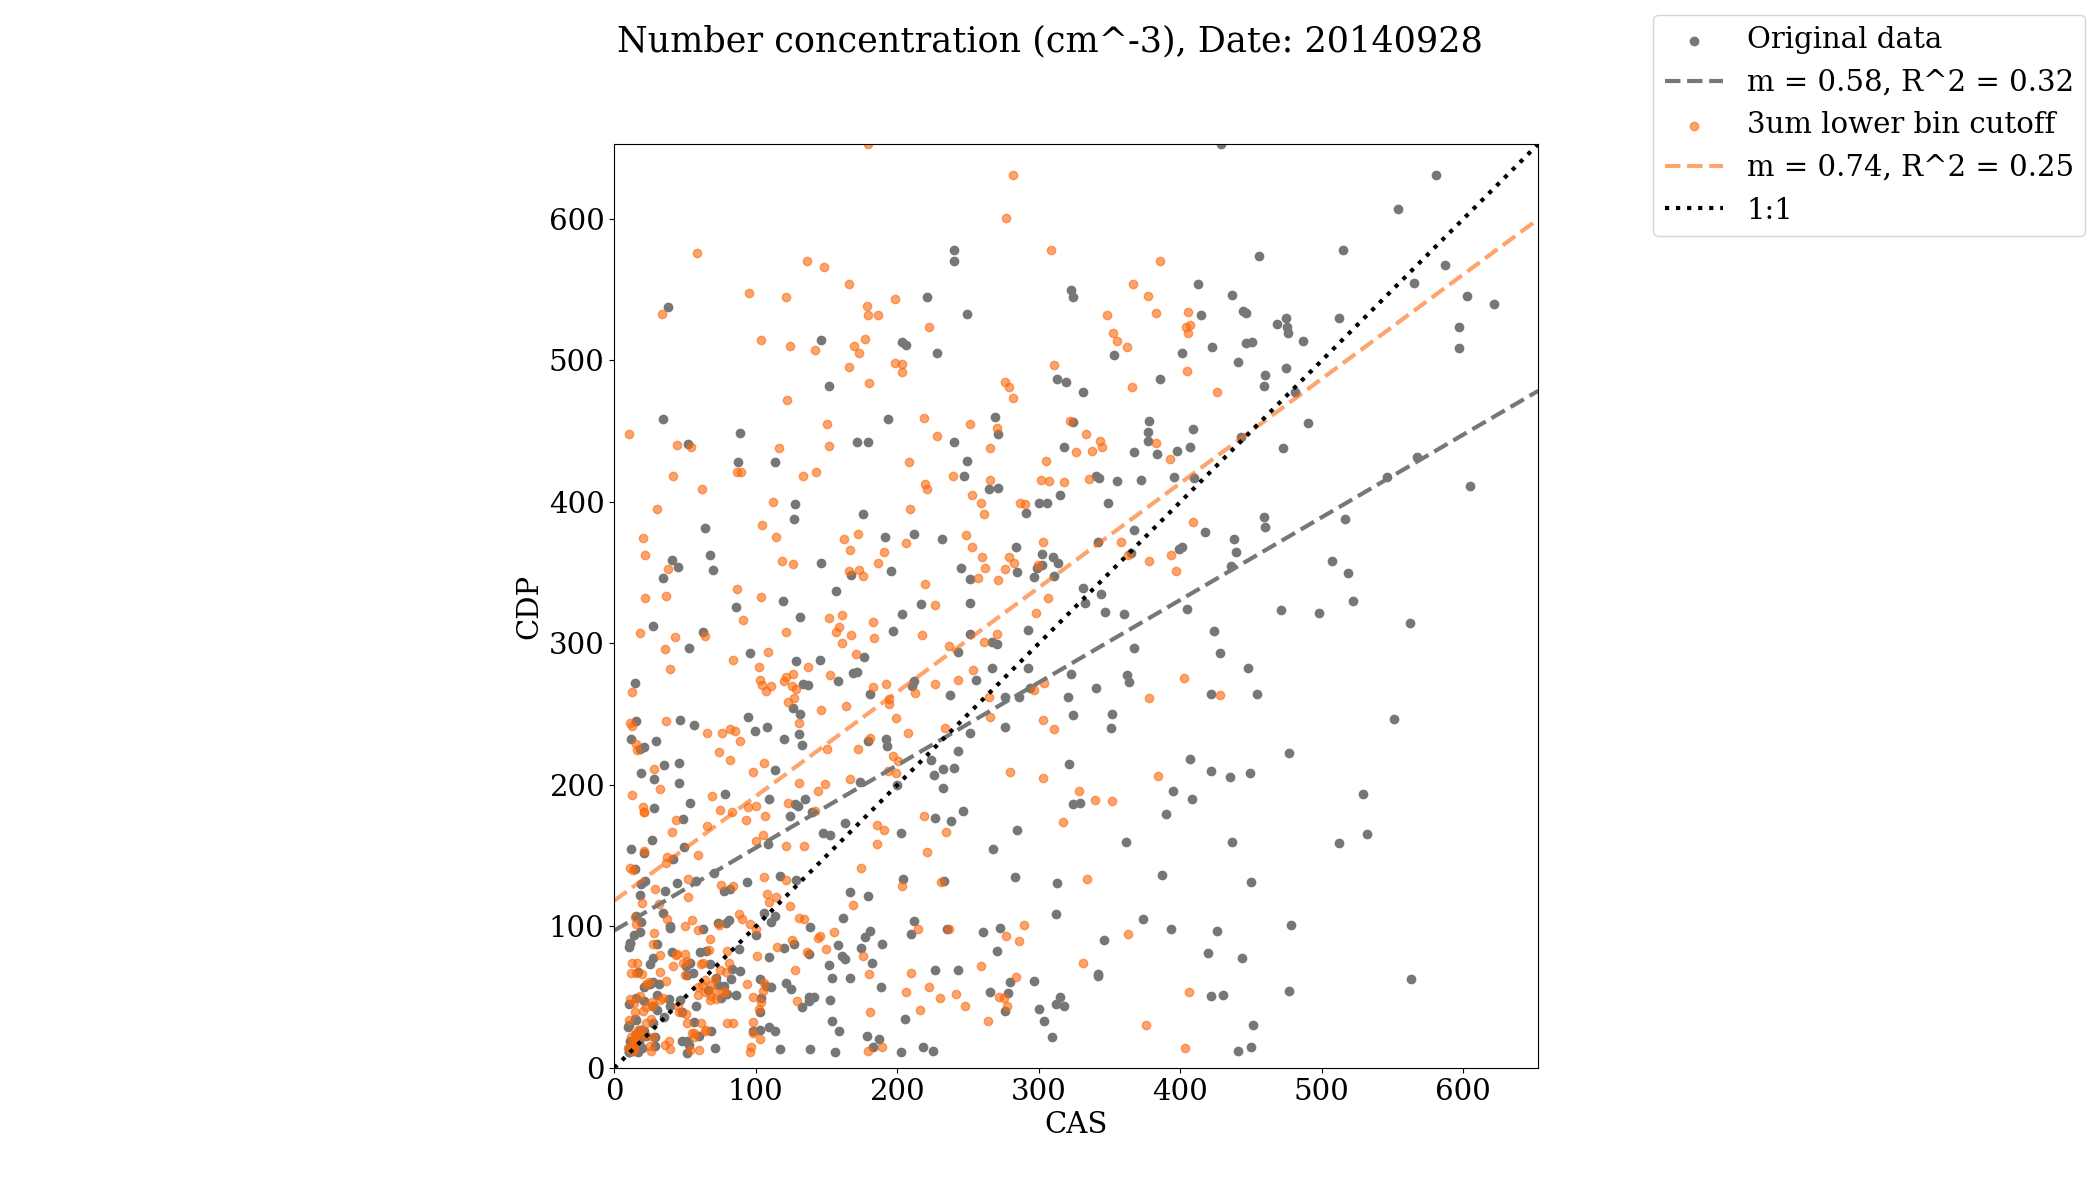 Number concentration (cm^-3), Date: 20140928
Original data
m = 0.58, R^2 = 0.32
3um lower bin cutoff
m = 0.74, R^2 = 0.25
1:1
600
500
400
300
200
100
0
CDP
0 100 200 300 400 500 600
CAS